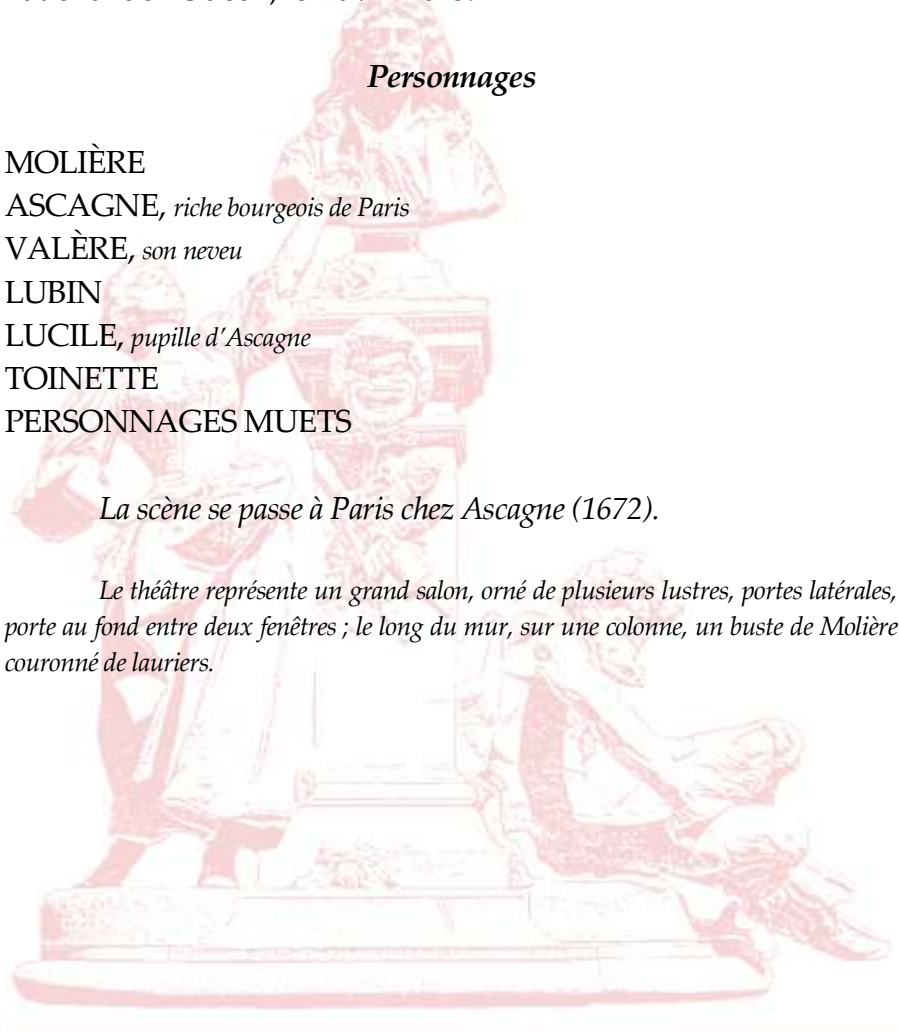 Personnages
MOLIÈRE
ASCAGNE, riche bourgeois de Paris
VALÈRE, son neveu
LUBIN
LUCILE, pupille d’Ascagne
TOINETTE
PERSONNAGES MUETS
La scène se passe à Paris chez Ascagne (1672).
Le théâtre représente un grand salon, orné de plusieurs lustres, portes latérales,
porte au fond entre deux fenêtres ; le long du mur, sur une colonne, un buste de Molière
couronné de lauriers.